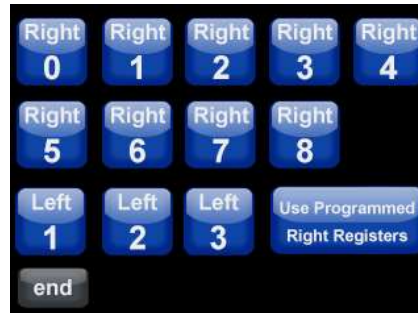 Right Right Right Right Right
0 1 2 3 4
Right Right Right Right
5 6 7 8
Left Left Left Use Programmed
1 2 3 Right Registers
end